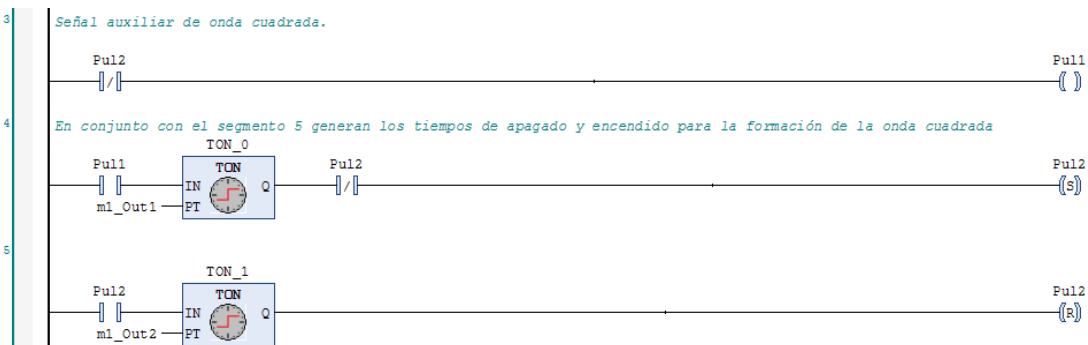 3
Señal auxiliar de onda cuadrada.
Pul2
Pul1
4
En conjunto con el segmento 5 generan los tiempos de apagado y encendido para la formación de la onda cuadrada
TON_0
Pul1
TON
Pul2
Pul2
IN
Q
S
m1_Out1
PT
5
TON_1
Pul2
TON
Pul2
IN
Q
R
m1_Out2
PT